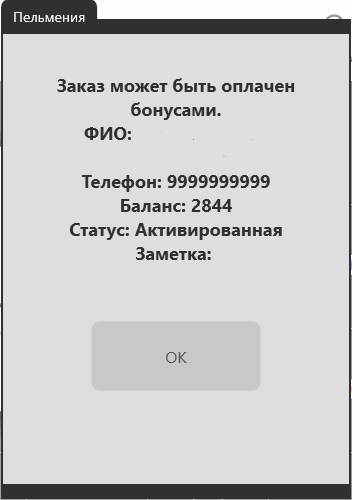 Пельмения
Заказ может быть оплачен
бонусами.
ФИО:
Телефон: 9999999999
Баланс: 2844
Статус: Активированная
Заметка:
OK